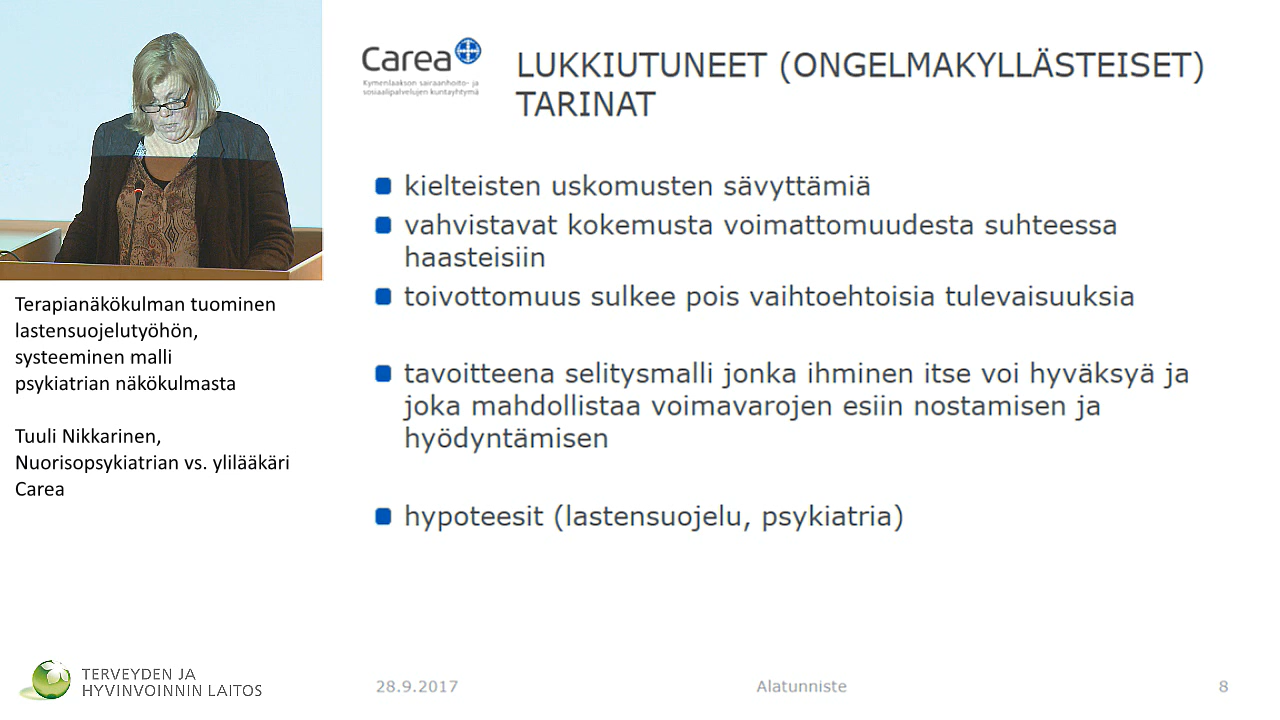 Carea
Kymenlaakson sairaanhoito- ja
sosiaalipalvelujen kuntayhtymä
LUKKIUTUNEET (ONGELMAKYLLÄSTEISET)
TARINAT
kielteisten uskomusten sävyttämiä
vahvistavat kokemusta voimattomuudesta suhteessa
haasteisiin
toivottomuus sulkee pois vaihtoehtoisia tulevaisuuksia
tavoitteena selitysmalli jonka ihminen itse voi hyväksyä ja
joka mahdollistaa voimavarojen esiin nostamisen ja
hyödyntämisen
hypoteesit (lastensuojelu, psykiatria)
Terapianäkökulman tuominen
lastensuojelutyöhön,
systeeminen malli
psykiatrian näkökulmasta
Tuuli Nikkarinen,
Nuorisopsykiatrian vs. ylilääkäri
Carea
TERVEYDEN JA
HYVINVOINNIN LAITOS
28.9.2017
Alatunniste
8